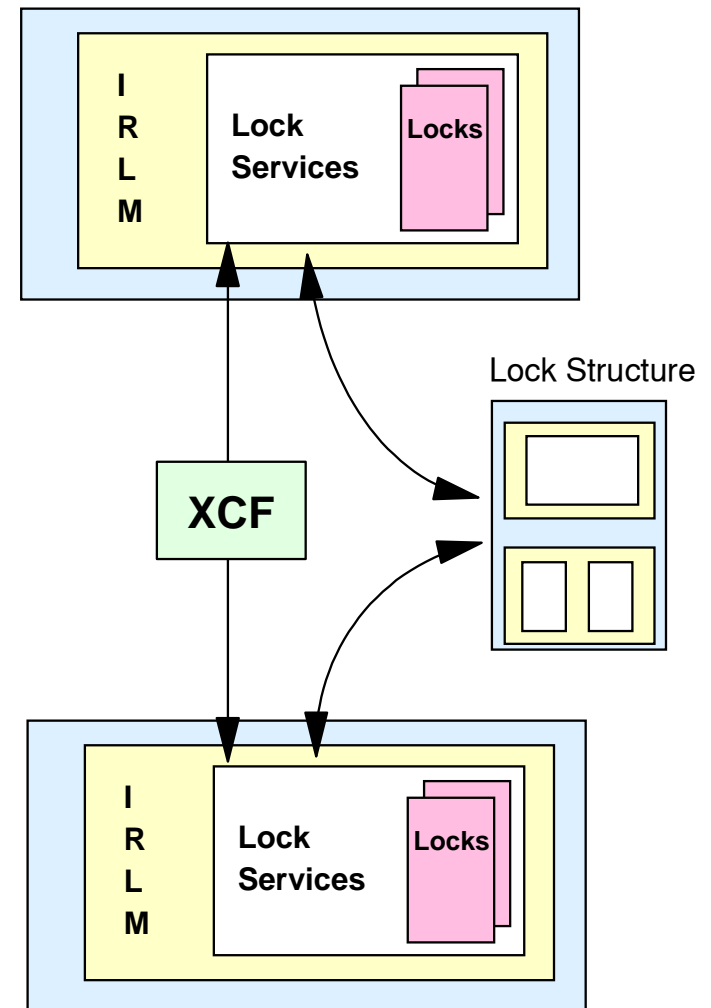 I
R
L
M
Lock
Services
Locks
Lock Structure
XCF
I
R
L
M
Lock
Services
Locks